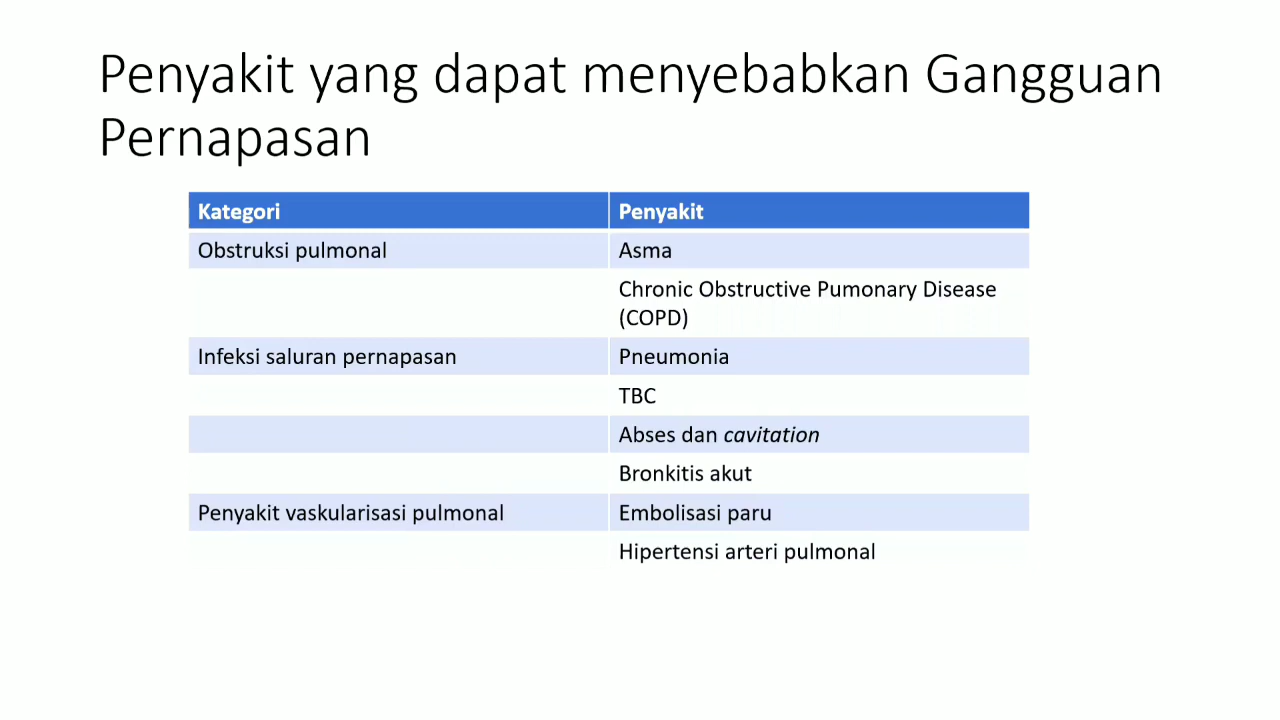 Penyakit yang dapat menyebabkan Gangguan
Pernapasan
Kategori Penyakit
Obstruksi pulmonal Asma
Chronic Obstructive Pumonary Disease
(COPD)
Infeksi saluran pernapasan Pneumonia
TBC
Abses dan cavitation
Bronkitis akut
Penyakit vaskularisasi pulmonal Embolisasi paru
Hipertensi arteri pulmonal